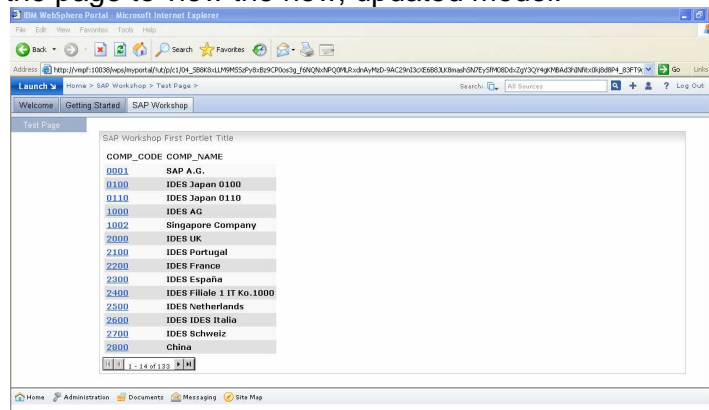 the page to view the new, updated model.
IBM WebSphere Portal - Microsoft Internet Explorer
File Edit View Favorites Tools Help
Back Search Favorites
Address Go Links
Launch Home > SAP Workshop > Test Page > Search: All Sources ? Log Out
Welcome Getting Started SAP Workshop
Test Page
SAP Workshop First Portlet Title
COMP_CODE COMP_NAME
0001 SAP A.G.
0100 IDES Japan 0100
0110 IDES Japan 0110
1000 IDES AG
1002 Singapore Company
2000 IDES UK
2100 IDES Portugal
2200 IDES France
2300 IDES España
2400 IDES Filiale 1 IT Ko.1000
2500 IDES Netherlands
2600 IDES IDES Italia
2700 IDES Schweiz
2800 China
1 - 14 of 133
Home Administration Documents Messaging Site Map